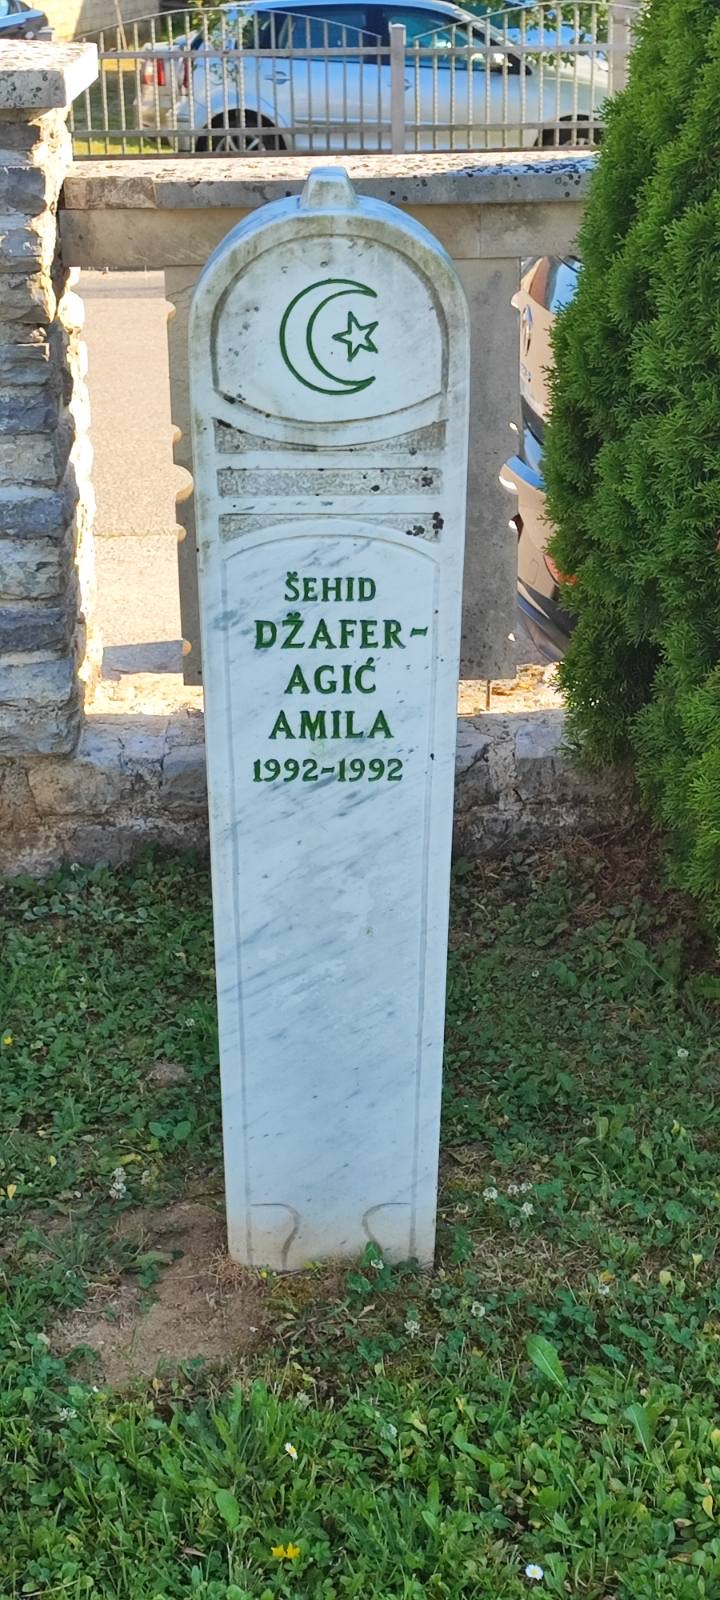 ŠEHID
DŽAFER-
AGIĆ
AMILA
1992-1992